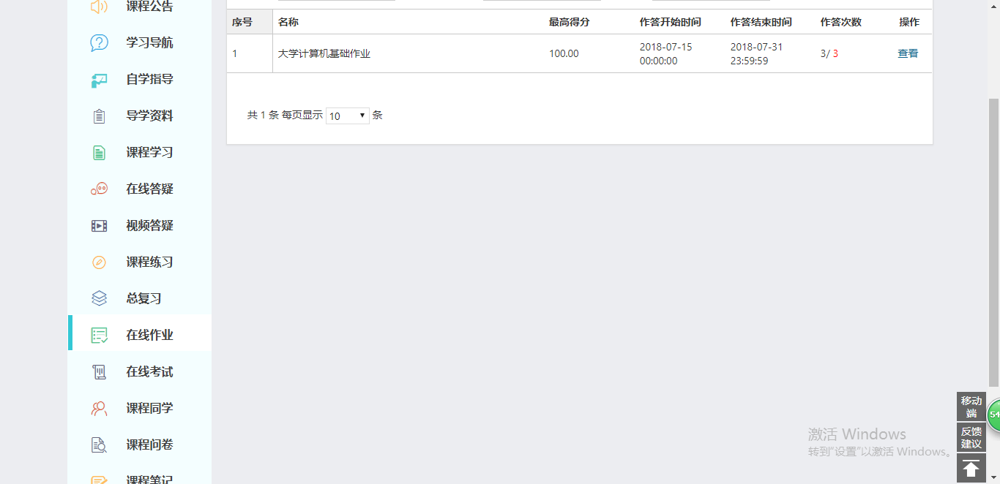 课程公告
学习导航
自学指导
导学资料
课程学习
在线答疑
视频答疑
课程练习
总复习
在线作业
在线考试
课程同学
课程问卷
课程笔记
序号 名称 最高得分 作答开始时间 作答结束时间 作答次数 操作
1 大学计算机基础作业 100.00 2018-07-15 00:00:00 2018-07-31 23:59:59 3/ 3 查看
共 1 条 每页显示 10 条
移动
端
54
反馈
建议
激活 Windows
转到"设置"以激活 Windows。